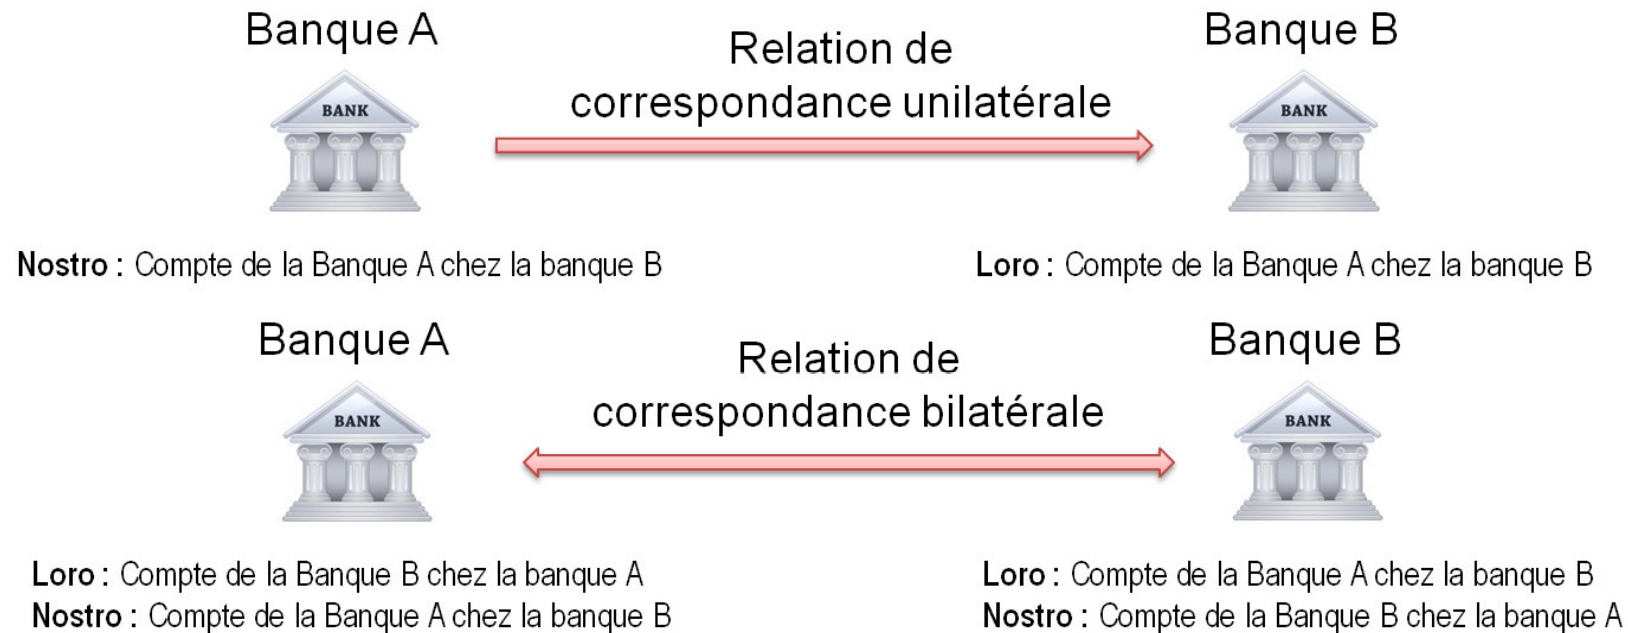 Banque A
Relation de
Banque B
correspondance unilatérale
BANK
BANK
Nostro : Compte de la Banque A chez la banque B
Loro : Compte de la Banque A chez la banque B
Banque A
Relation de
Banque B
correspondance bilatérale
BANK
BANK
Loro : Compte de la Banque B chez la banque A
Nostro : Compte de la Banque A chez la banque B
Loro : Compte de la Banque A chez la banque B
Nostro : Compte de la Banque B chez la banque A